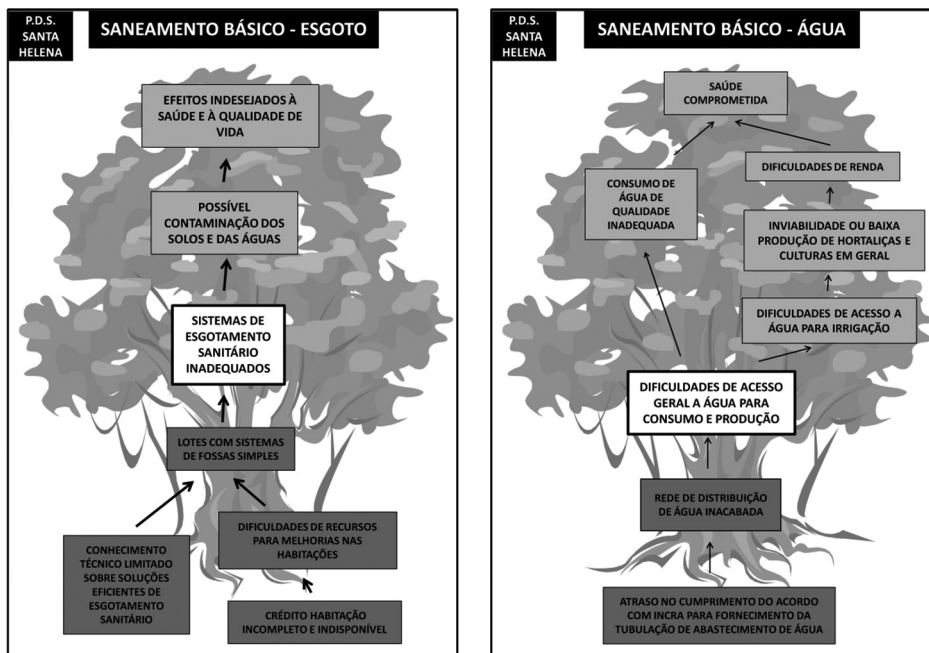 P.D.S.
SANTA
HELENA
SANEAMENTO BÁSICO - ESGOTO
EFEITOS INDESEJADOS À
SAÚDE E À QUALIDADE DE
VIDA
POSSÍVEL
CONTAMINAÇÃO DOS
SOLOS E DAS ÁGUAS
SISTEMAS DE
ESGOTAMENTO
SANITÁRIO
INADEQUADOS
LOTES COM SISTEMAS
DE FOSSAS SIMPLES
DIFICULDADES DE RECURSOS
PARA MELHORIAS NAS
HABITAÇÕES
CONHECIMENTO
TÉCNICO LIMITADO
SOBRE SOLUÇÕES
EFICIENTES DE
ESGOTAMENTO
SANITÁRIO
CRÉDITO HABITAÇÃO
INCOMPLETO E INDISPONÍVEL
P.D.S.
SANTA
HELENA
SANEAMENTO BÁSICO - ÁGUA
SAÚDE
COMPROMETIDA
DIFICULDADES DE RENDA
CONSUMO DE
ÁGUA DE
QUALIDADE
INADEQUADA
INVIABILIDADE OU BAIXA
PRODUÇÃO DE HORTALIÇAS E
CULTURAS EM GERAL
DIFICULDADES DE ACESSO A
ÁGUA PARA IRRIGAÇÃO
DIFICULDADES DE ACESSO
GERAL A ÁGUA PARA
CONSUMO E PRODUÇÃO
REDE DE DISTRIBUIÇÃO
DE ÁGUA INACABADA
ATRASO NO CUMPRIMENTO DO ACORDO
COM INCRA PARA FORNECIMENTO DA
TUBULAÇÃO DE ABASTECIMENTO DE ÁGUA